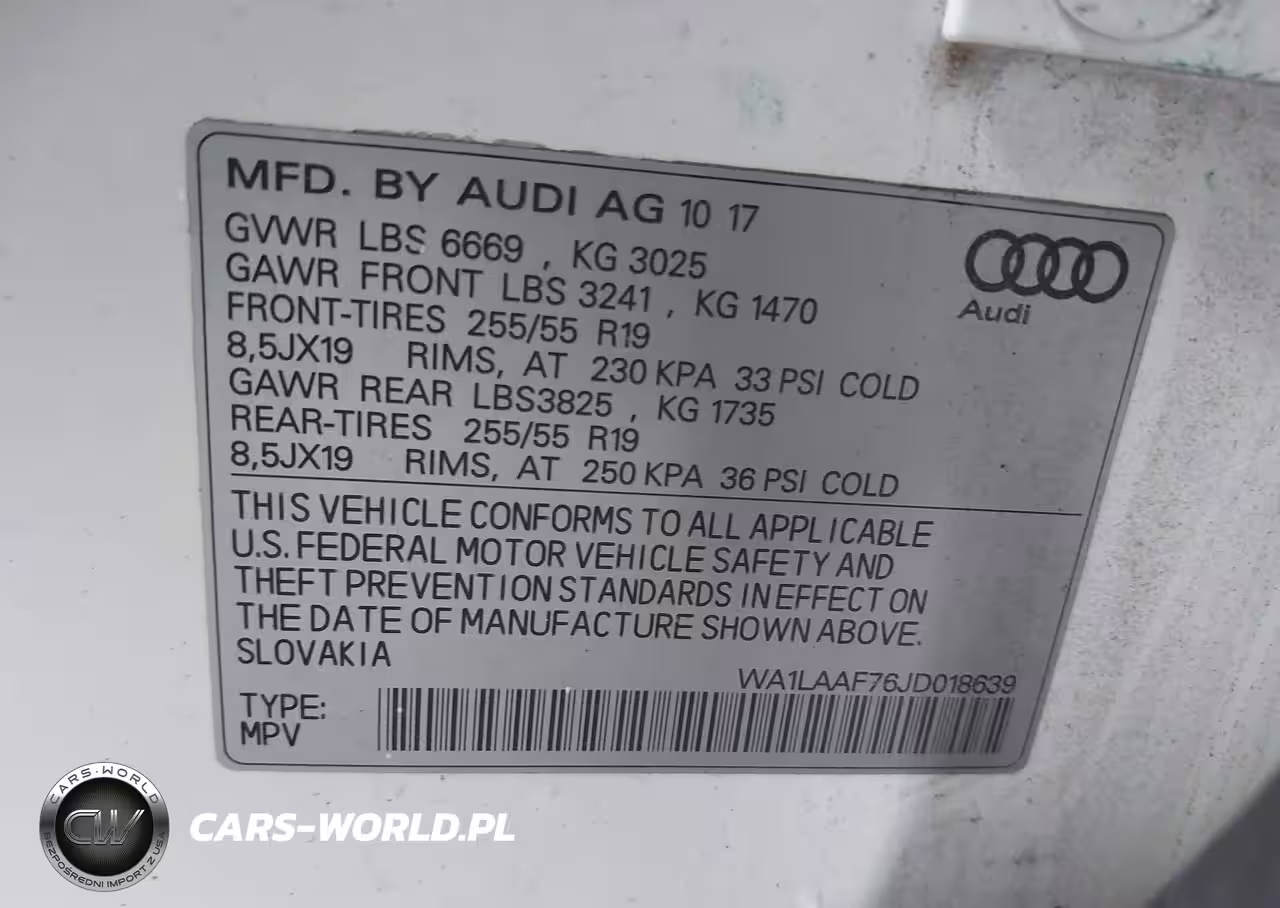 MFD. BY AUDI AG 10 17
GVWR LBS 6669 , KG 3025
GAWR FRONT LBS 3241 , KG 1470
FRONT-TIRES 255/55 R19
8,5JX19 RIMS, AT 230 KPA 33 PSI COLD
GAWR REAR LBS3825 , KG 1735
REAR-TIRES 255/55 R19
8,5JX19 RIMS, AT 250 KPA 36 PSI COLD
Audi
THIS VEHICLE CONFORMS TO ALL APPLICABLE
U.S. FEDERAL MOTOR VEHICLE SAFETY AND
THEFT PREVENTION STANDARDS IN EFFECT ON
THE DATE OF MANUFACTURE SHOWN ABOVE.
SLOVAKIA
WA1LAAF76JD018639
TYPE:
MPV
CARS-WORLD
CW
BEZPOŚREDNI IMPORT Z USA
CARS-WORLD.PL